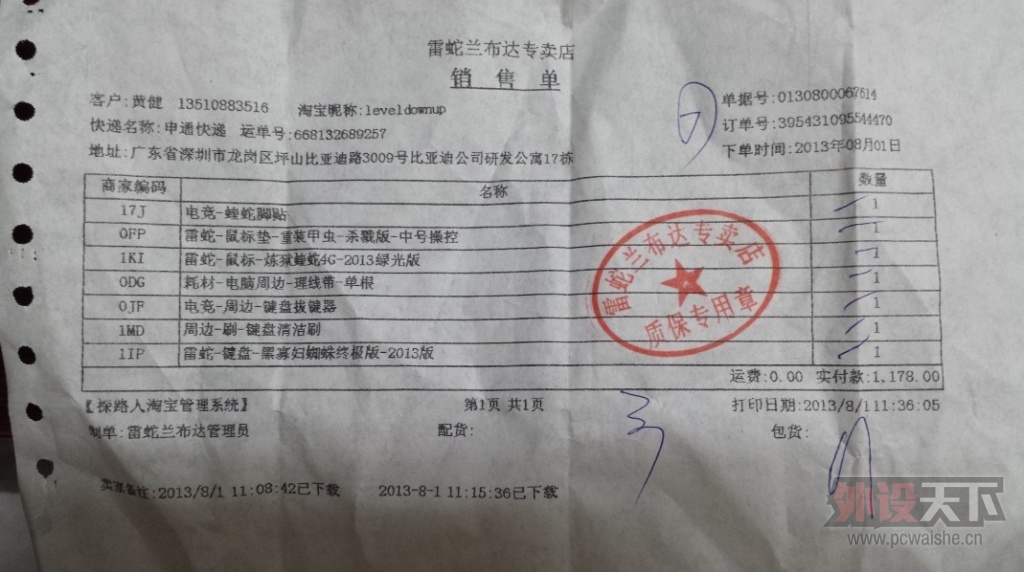 雷蛇兰布达专卖店
销 售 单
客户:黄健 13510883516 淘宝昵称:leveldownup 单据号:0130800067614
快递名称:申通快递 运单号:668132689257 订单号:395431095544470
地址:广东省深圳市龙岗区坪山比亚迪路3009号比亚迪公司研发公寓17栋 下单时间:2013年08月01日
商家编码 名称 数量
17J 电竞-蝰蛇脚贴 1
0FP 雷蛇-鼠标垫-重装甲虫-杀戮版-中号操控 1
1KI 雷蛇-鼠标-炼狱蝰蛇4G-2013绿光版 1
0DG 耗材-电脑周边-理线带-单根 1
0JF 电竞-周边-键盘拔键器 1
1MD 周边-刷-键盘清洁刷 1
1IP 雷蛇-键盘-黑寡妇蜘蛛终极版-2013版 1
雷蛇兰布达专卖店
质保专用章
运费:0.00 实付款:1,178.00
【探路人淘宝管理系统】 第1页 共1页 打印日期:2013/8/1 11:36:05
制单:雷蛇兰布达管理员 配货: 包货:
卖家备注:2013/8/1 11:08:42已下载 2013-8-1 11:15:36已下载
外设天下
www.pcwaishe.cn